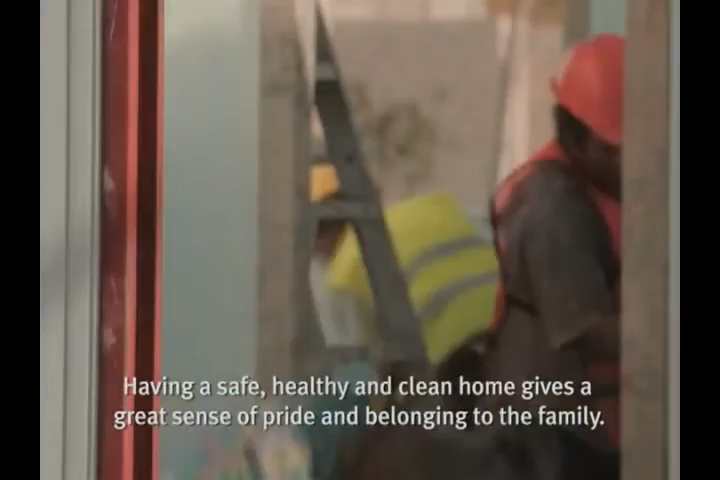 Having a safe, healthy and clean home gives a
great sense of pride and belonging to the family.